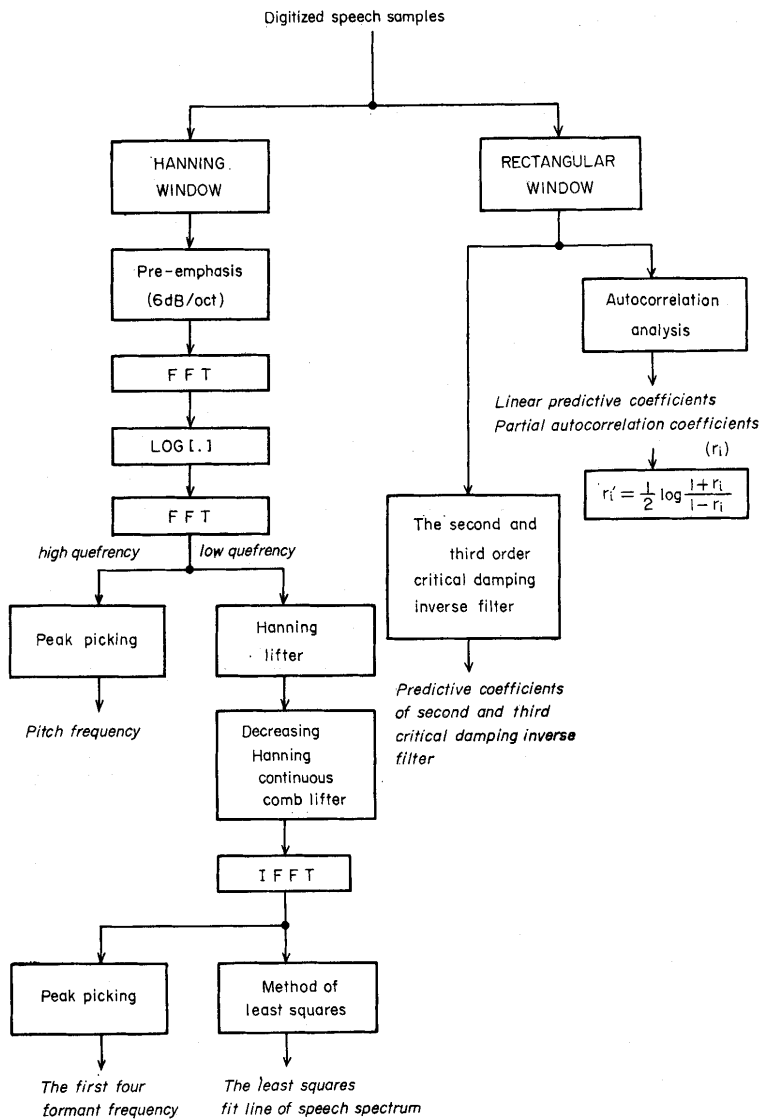 Digitized speech samples
HANNING
WINDOW
RECTANGULAR
WINDOW
Pre-emphasis
(6dB/oct)
Autocorrelation
analysis
F F T
Linear predictive coefficients
Partial autocorrelation coefficients
(ri)
LOG[.]
ri' = 1/2 log 1+ri/1-ri
F F T
high quefrency
low quefrency
The second and
third order
critical damping
inverse filter
Peak picking
Hanning
lifter
Pitch frequency
Predictive coefficients
of second and third
critical damping inverse
filter
Decreasing
Hanning
continuous
comb lifter
I F F T
Peak picking
Method of
least squares
The first four
formant frequency
The least squares
fit line of speech spectrum